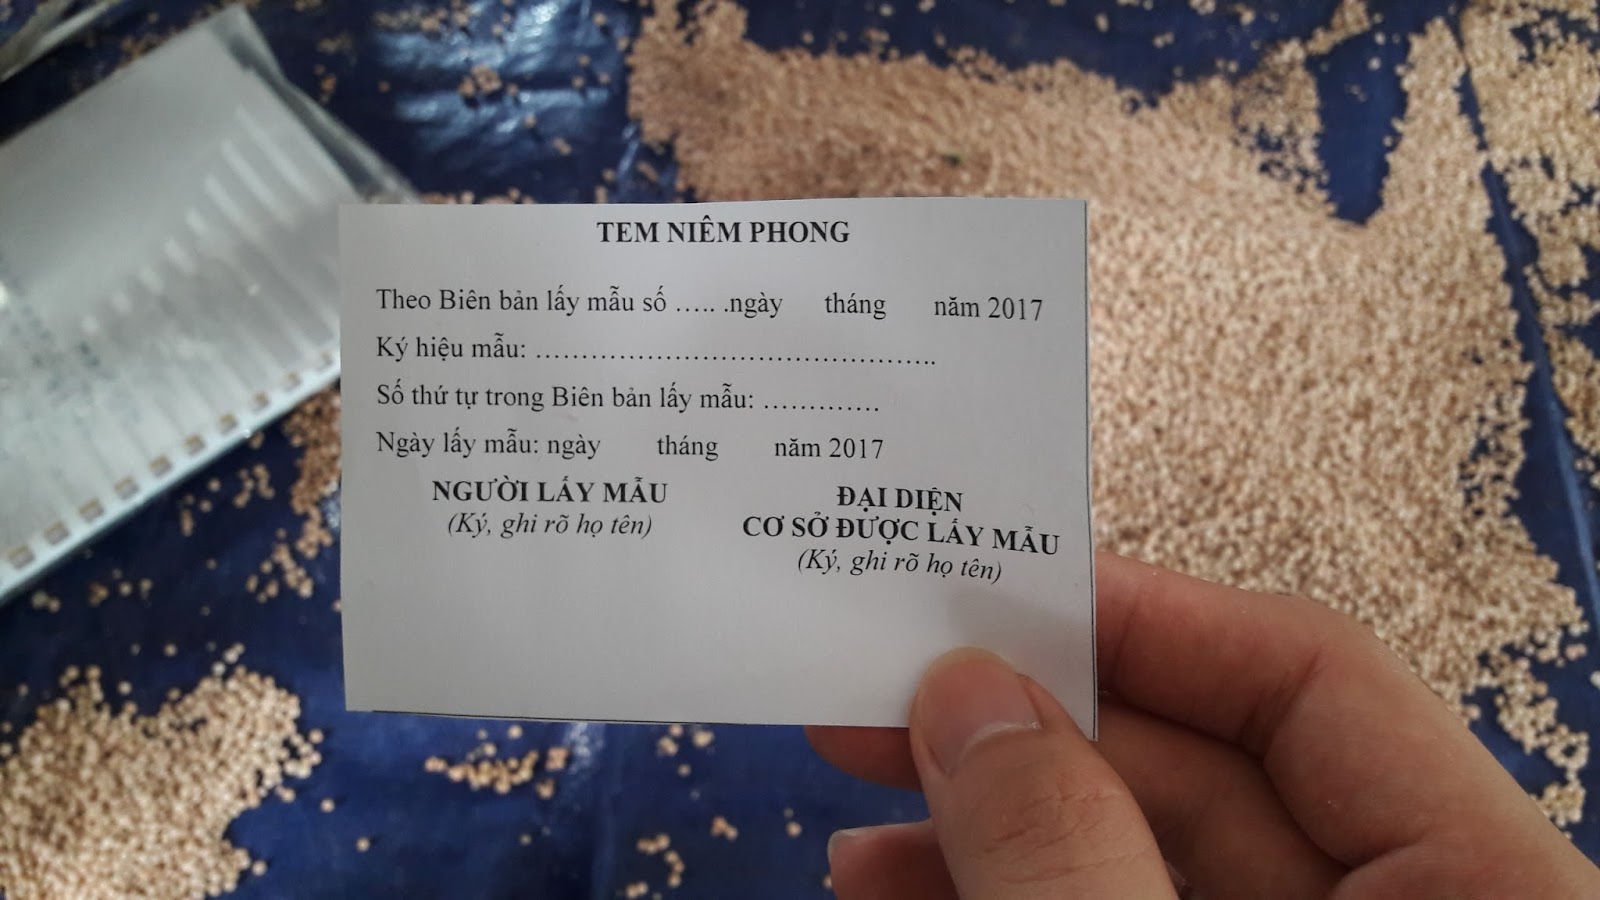 TEM NIÊM PHONG
Theo Biên bản lấy mẫu số ….. .ngày tháng năm 2017
Ký hiệu mẫu: …………………………………….
Số thứ tự trong Biên bản lấy mẫu: ………….
Ngày lấy mẫu: ngày tháng năm 2017
NGƯỜI LẤY MẪU
(Ký, ghi rõ họ tên)
ĐẠI DIỆN
CƠ SỞ ĐƯỢC LẤY MẪU
(Ký, ghi rõ họ tên)